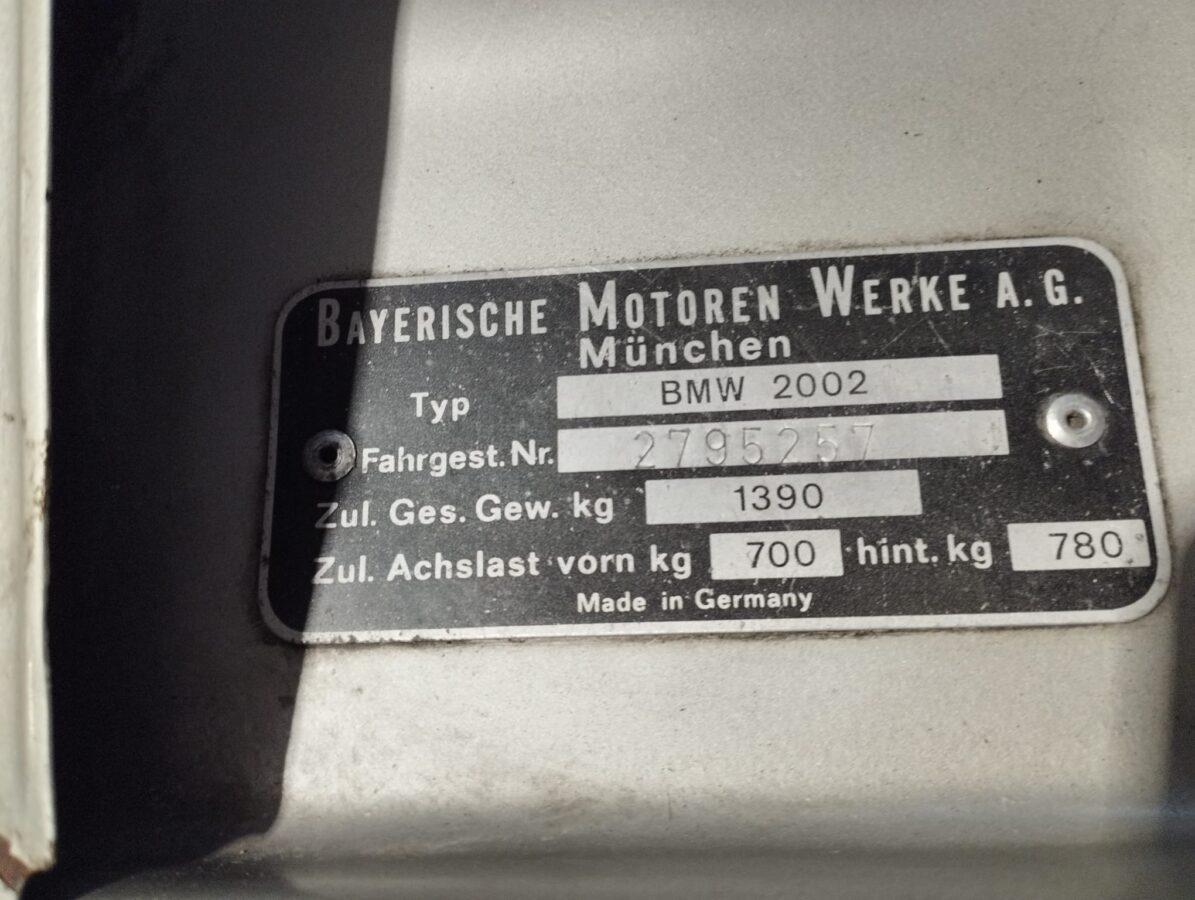 BAYERISCHE MOTOREN WERKE A.G.
München
Typ BMW 2002
Fahrgest. Nr. 2795257
Zul. Ges. Gew. kg 1390
Zul. Achslast vorn kg 700 hint. kg 780
Made in Germany